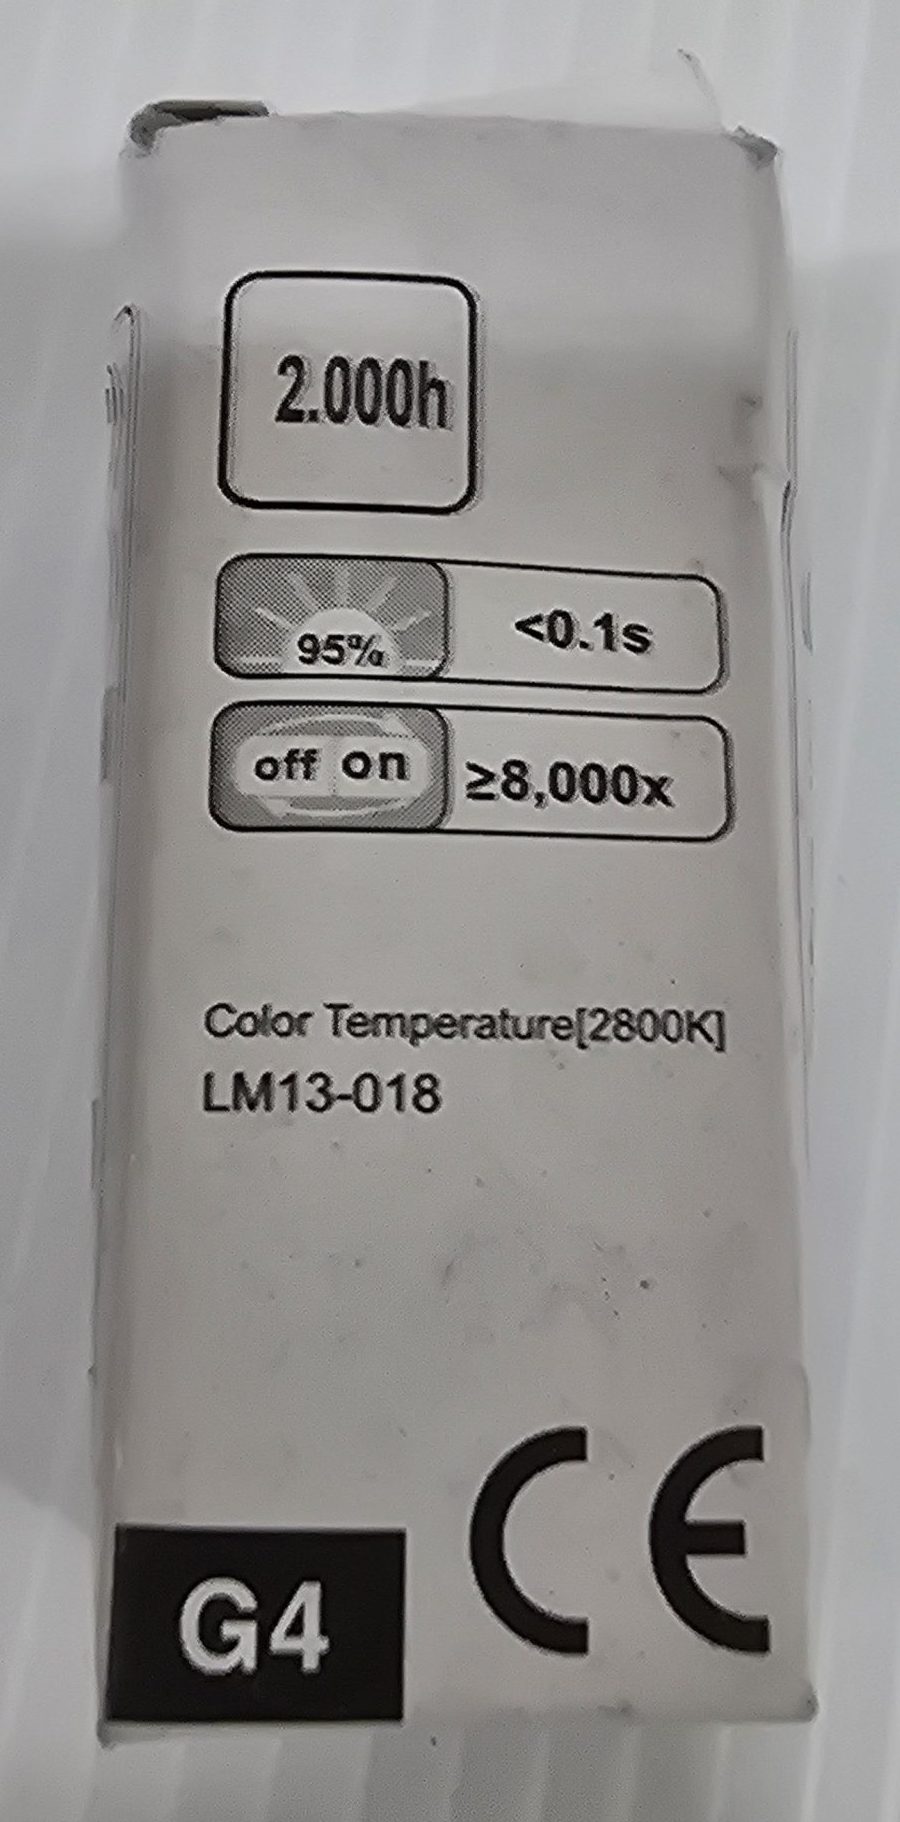 2.000h
95% <0.1s
off on ≥8,000x
Color Temperature[2800K]
LM13-018
G4 CE